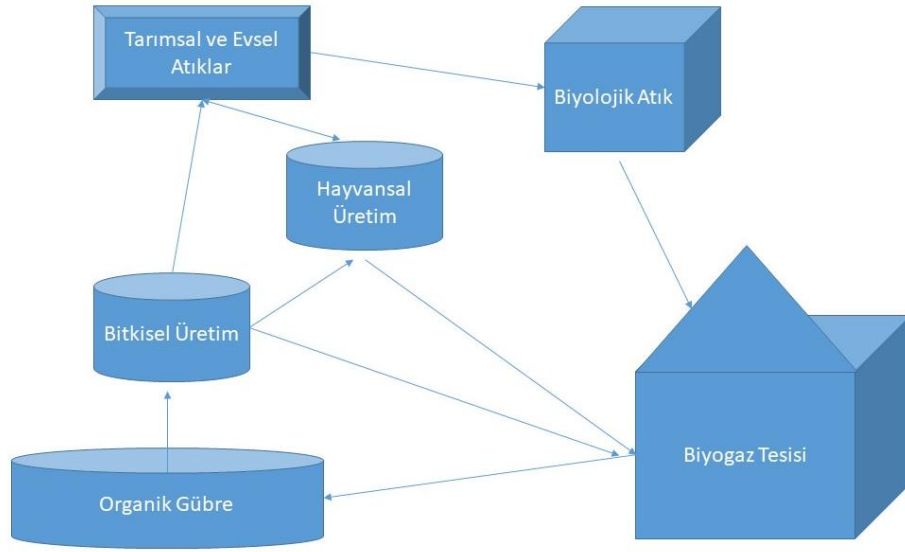 Tarımsal ve Evsel
Atıklar
Biyolojik Atık
Hayvansal
Üretim
Bitkisel Üretim
Biyogaz Tesisi
Organik Gübre